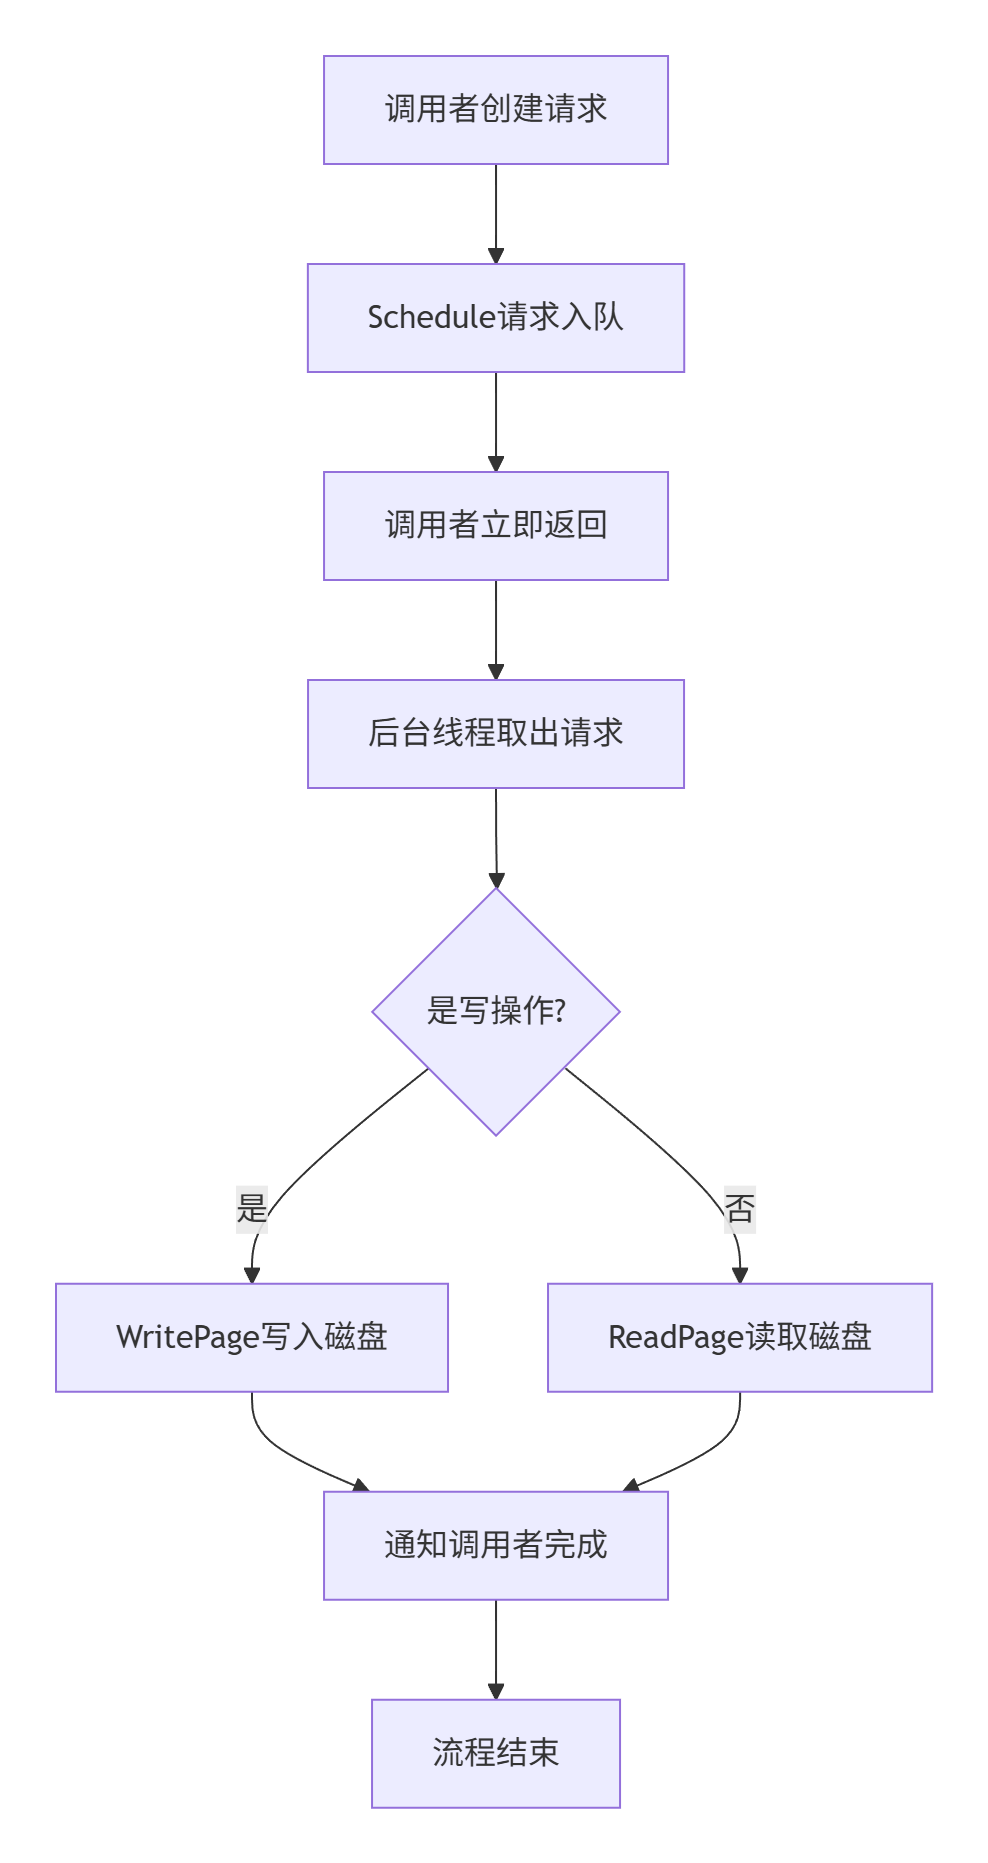 调用者创建请求
Schedule请求入队
调用者立即返回
后台线程取出请求
是写操作?
是
否
WritePage写入磁盘
ReadPage读取磁盘
通知调用者完成
流程结束